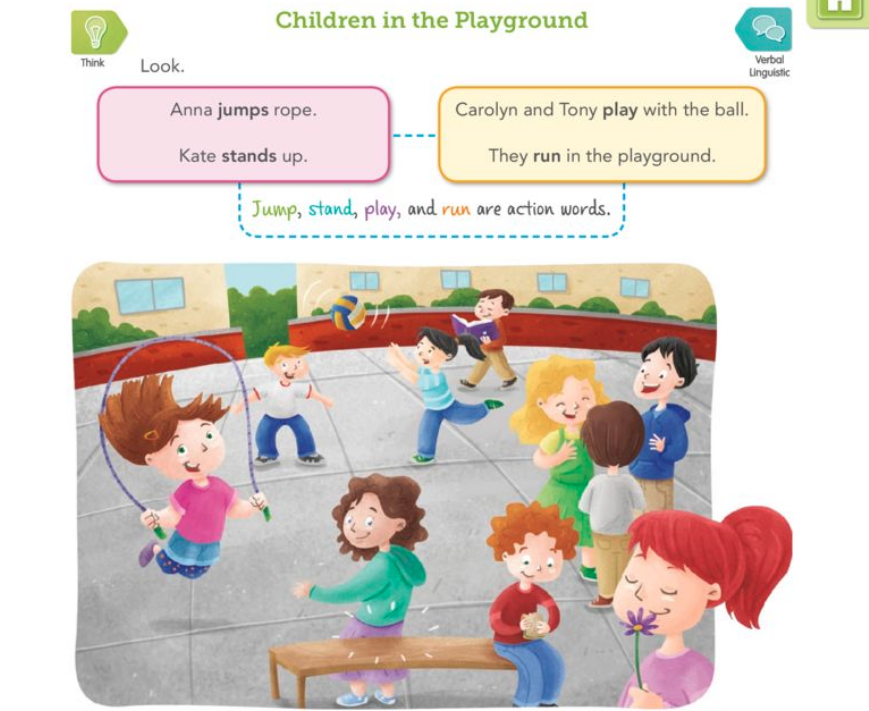 Children in the Playground
Think
Look.
Verbal
Linguistic
Anna jumps rope.
Kate stands up.
Carolyn and Tony play with the ball.
They run in the playground.
Jump, stand, play, and run are action words.